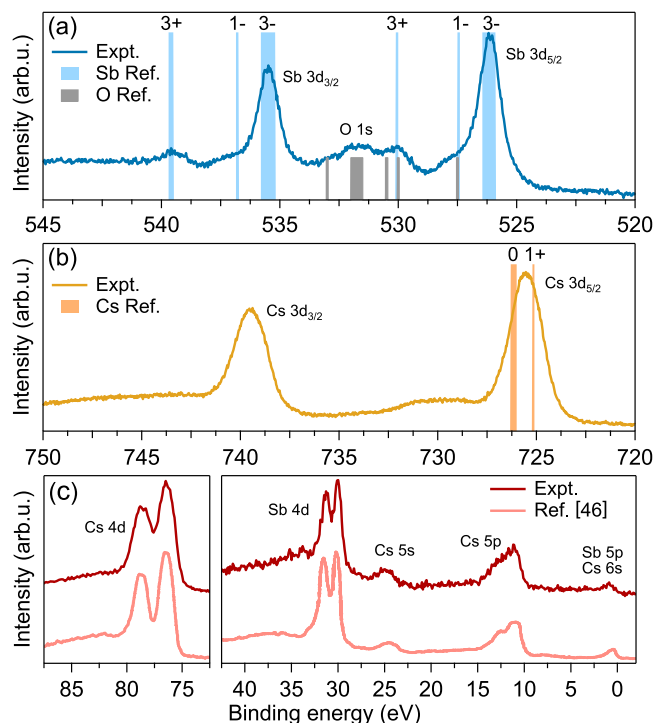 (a)
3+ 1- 3- 3+ 1- 3-
Expt.
Sb Ref.
O Ref.
Sb 3d3/2
O 1s
Sb 3d5/2
Intensity (arb.u.)
545 540 535 530 525 520
(b)
0 1+
Expt.
Cs Ref.
Cs 3d3/2
Cs 3d5/2
Intensity (arb.u.)
750 745 740 735 730 725 720
(c)
Cs 4d
Sb 4d
Cs 5s
Cs 5p
Sb 5p
Cs 6s
Expt.
Ref. [46]
Intensity (arb.u.)
85 80 75 40 35 30 25 20 15 10 5 0
Binding energy (eV)